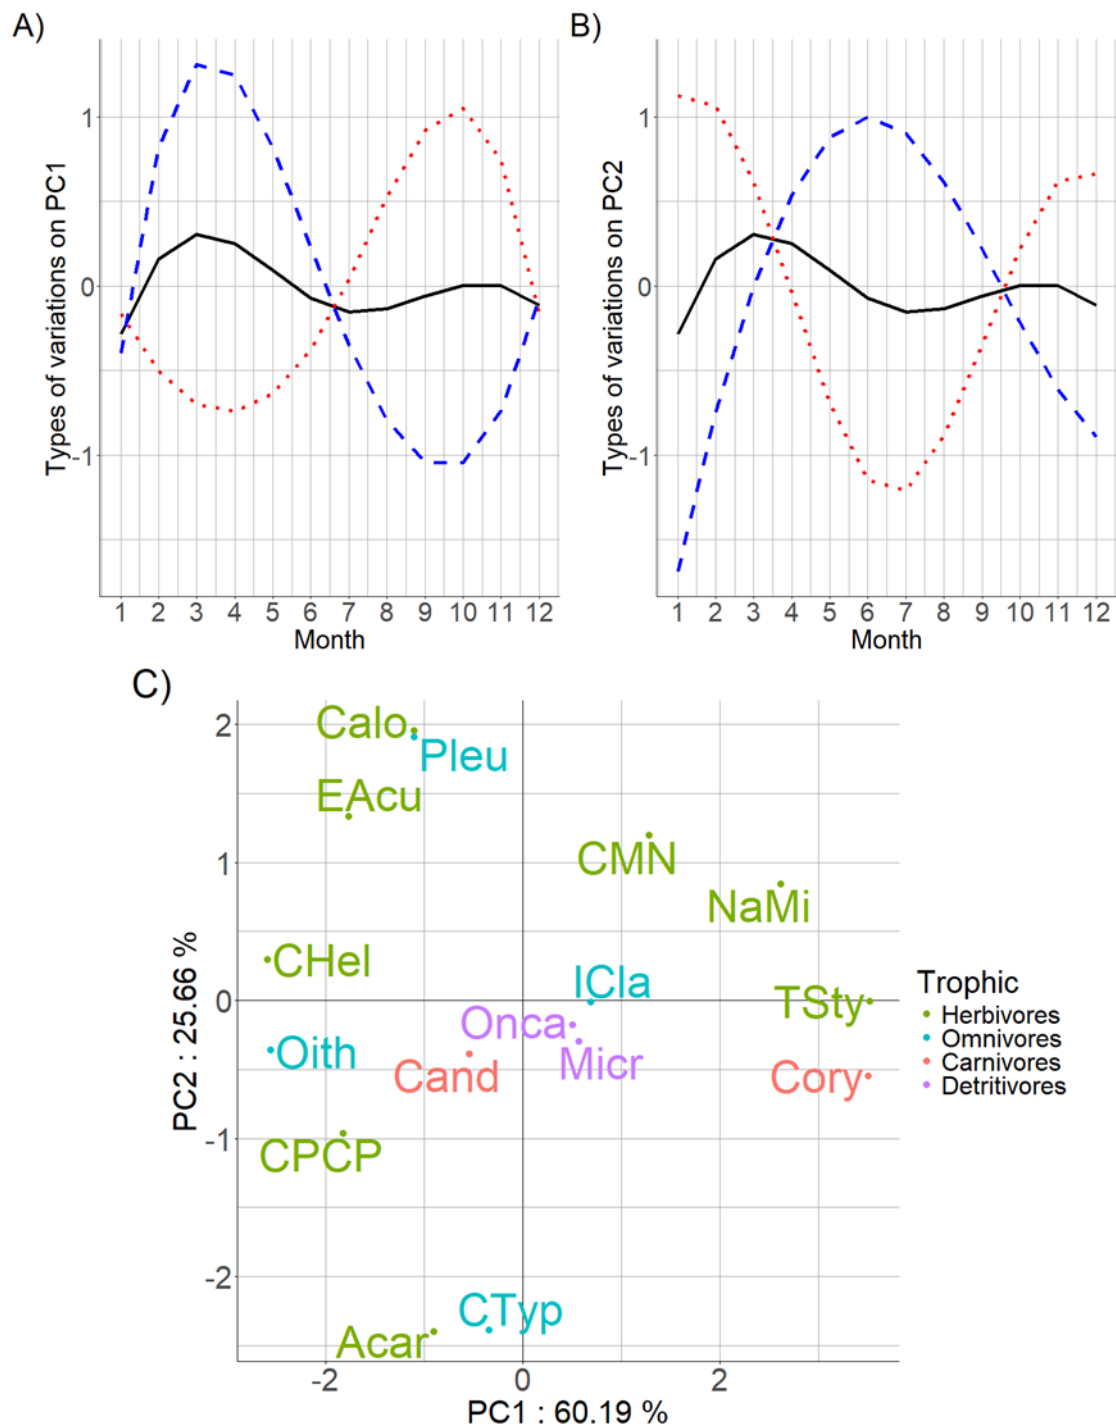 A)
Types of variations on PC1
1
0
-1
1 2 3 4 5 6 7 8 9 10 11 12
Month
B)
Types of variations on PC2
1
0
-1
1 2 3 4 5 6 7 8 9 10 11 12
Month
C)
PC2 : 25.66 %
2
1
0
-1
-2
Calo
Pleu
EAcu
CMN
NaMi
CHel
ICla
TSty
Onca
Oith
Cand
Micr
Cory
CPCP
CTyp
Acar
-2 0 2
PC1 : 60.19 %
Trophic
Herbivores
Omnivores
Carnivores
Detritivores